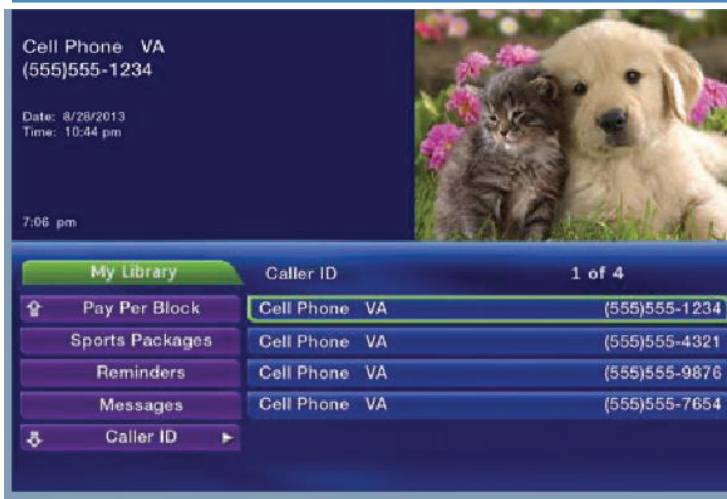 Cell Phone VA
(555)555-1234
Date: 8/28/2013
Time: 10:44 pm
7:06 pm
My Library
Caller ID 1 of 4
Pay Per Block
Sports Packages
Reminders
Messages
Caller ID
Cell Phone VA (555)555-1234
Cell Phone VA (555)555-4321
Cell Phone VA (555)555-9876
Cell Phone VA (555)555-7654